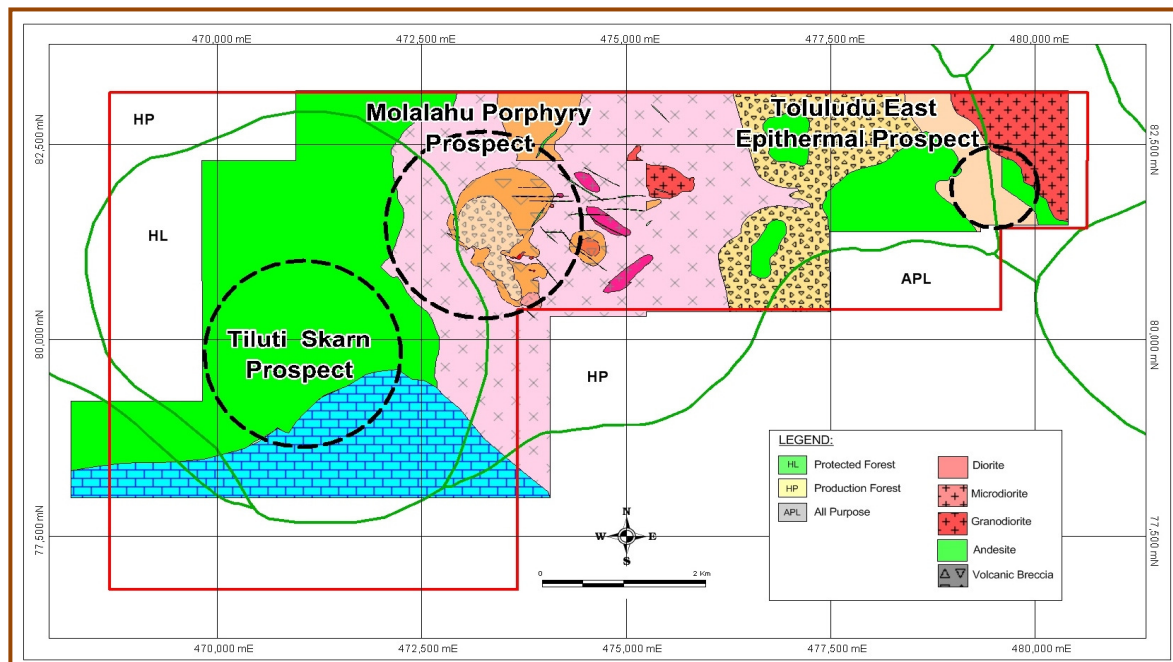 470,000 mE
472,500 mE
475,000 mE
477,500 mE
480,000 mE
HP
Molalahu Porphyry
Prospect
Toluludu East
Epithermal Prospect
82,500 mN
82,500 mN
HL
APL
80,000 mN
80,000 mN
Tiluti Skarn
Prospect
HP
LEGEND:
HL Protected Forest
HP Production Forest
APL All Purpose
Diorite
Microdiorite
Granodiorite
Andesite
Volcanic Breccia
N
W E
S
0 2 Km
77,500 mN
77,500 mN
470,000 mE
472,500 mE
475,000 mE
477,500 mE
480,000 mE